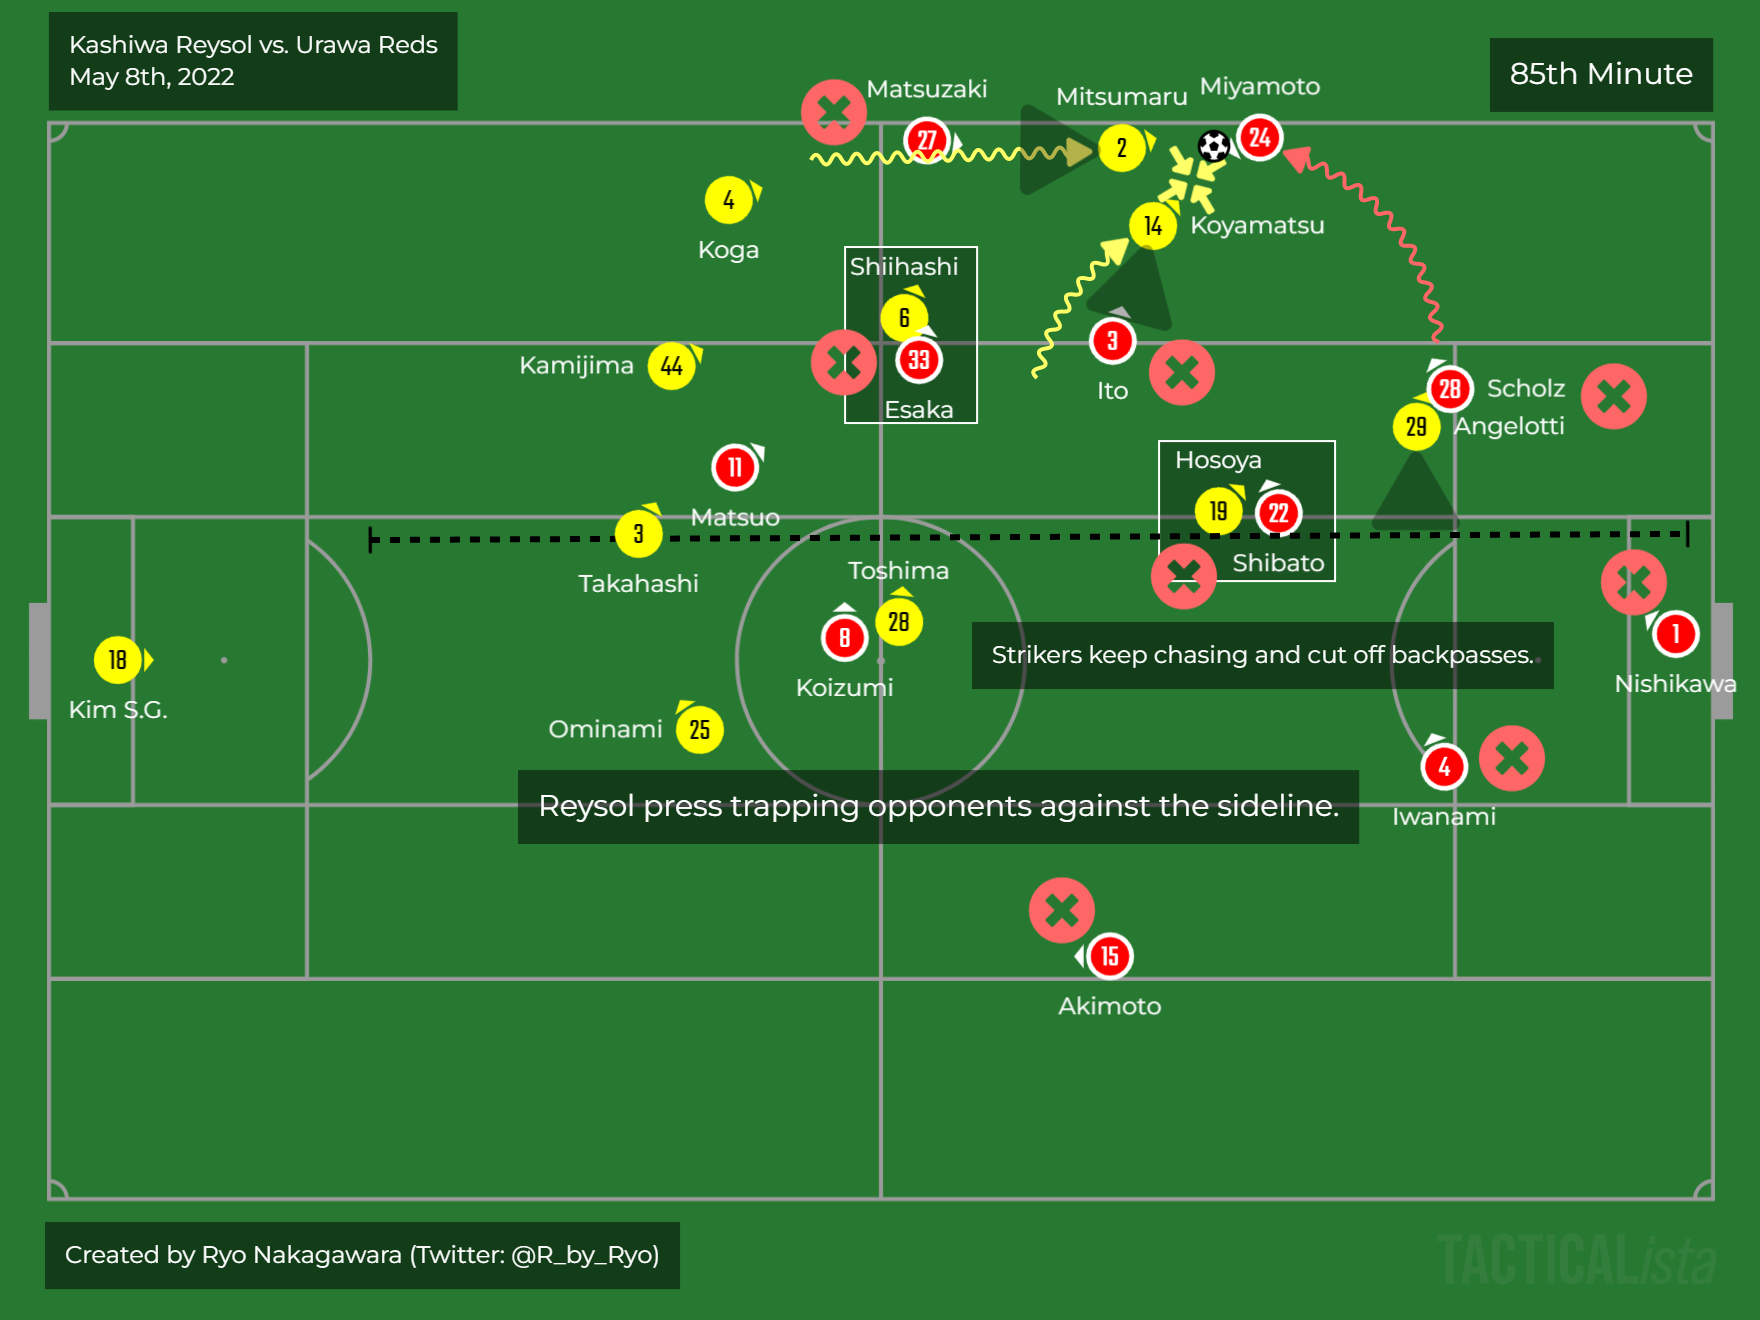 Kashiwa Reysol vs. Urawa Reds
May 8th, 2022
85th Minute
Matsuzaki
Mitsumaru
Miyamoto
27
2
24
4
Koga
14
Koyamatsu
Shiihashi
6
33
Esaka
Kamijima
44
3
Ito
28
Scholz
29
Angelotti
11
Matsuo
Hosoya
19
22
Shibato
3
Takahashi
Toshima
28
8
Koizumi
18
Kim S.G.
Strikers keep chasing and cut off backpasses.
1
Nishikawa
Ominami
25
4
Iwanami
Reysol press trapping opponents against the sideline.
15
Akimoto
Created by Ryo Nakagawara (Twitter: @R_by_Ryo)
TACTICALista